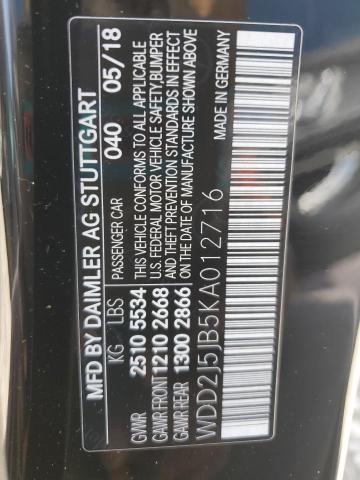 MFD BY DAIMLER AG STUTTGART
KG LBS 040 05/18
GVWR 2510 5534 PASSENGER CAR
GAWR FRONT 1210 2668 THIS VEHICLE CONFORMS TO ALL APPLICABLE
U.S. FEDERAL MOTOR VEHICLE SAFETY, BUMPER
GAWR REAR 1300 2866 AND THEFT PREVENTION STANDARDS IN EFFECT
ON THE DATE OF MANUFACTURE SHOWN ABOVE
WDD2J5JB5KA012716
MADE IN GERMANY